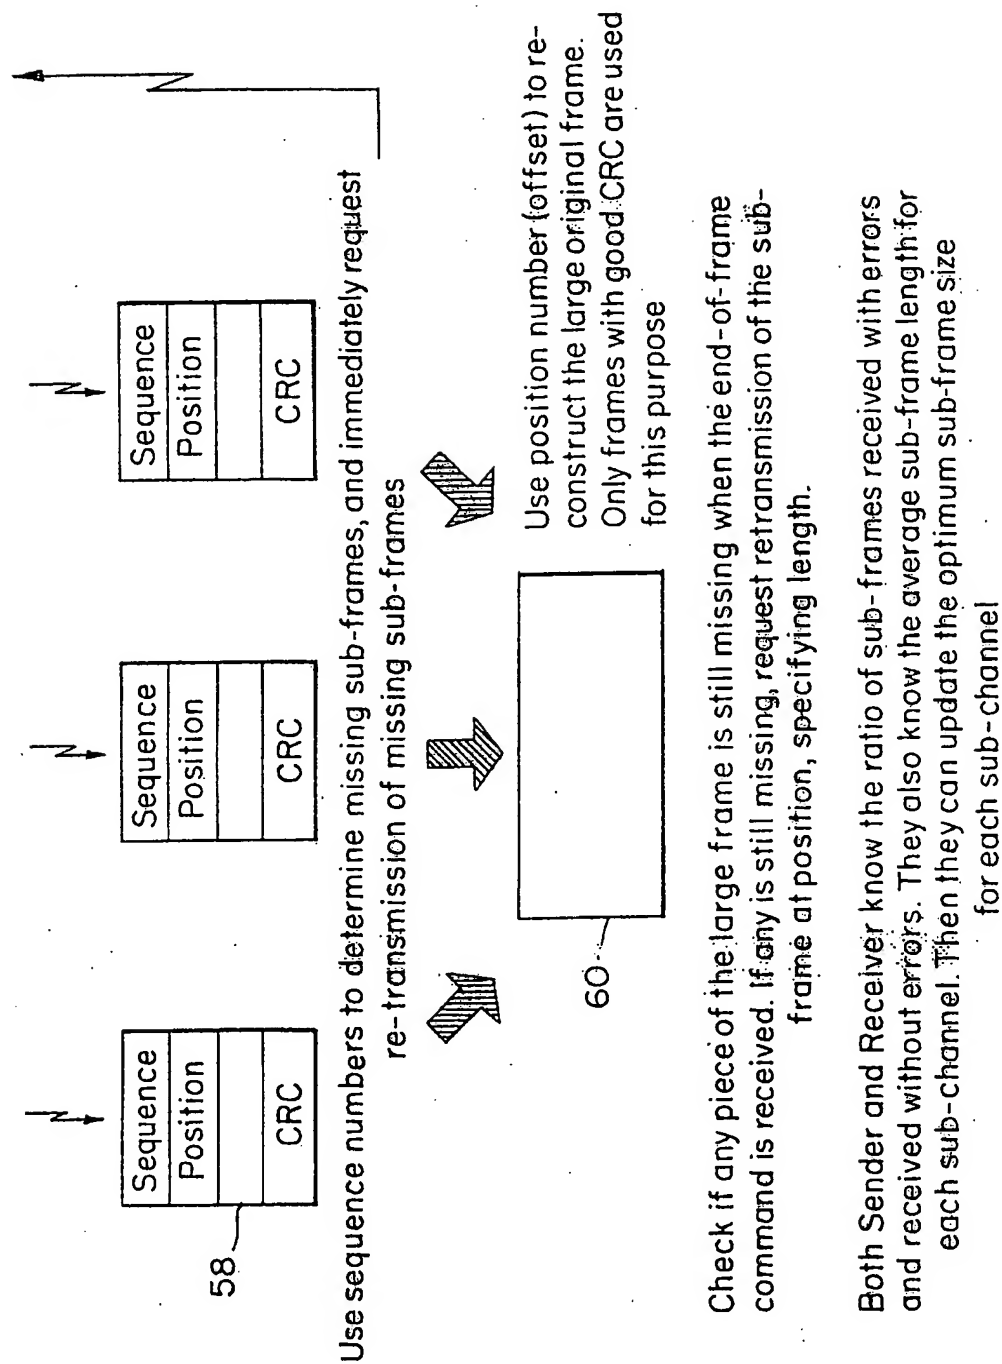 Sequence
Position
CRC
58
Sequence
Position
CRC
Sequence
Position
CRC
Use sequence numbers to determine missing sub-frames, and immediately request
re-transmission of missing sub-frames
60
Use position number (offset) to re-
construct the large original frame.
Only frames with good CRC are used
for this purpose
Check if any piece of the large frame is still missing when the end-of-frame
command is received. If any is still missing, request retransmission of the sub-
frame at position, specifying length.
Both Sender and Receiver know the ratio of sub-frames received with errors
and received without errors. They also know the average sub-frame length for
each sub-channel. Then they can update the optimum sub-frame size
for each sub-channel